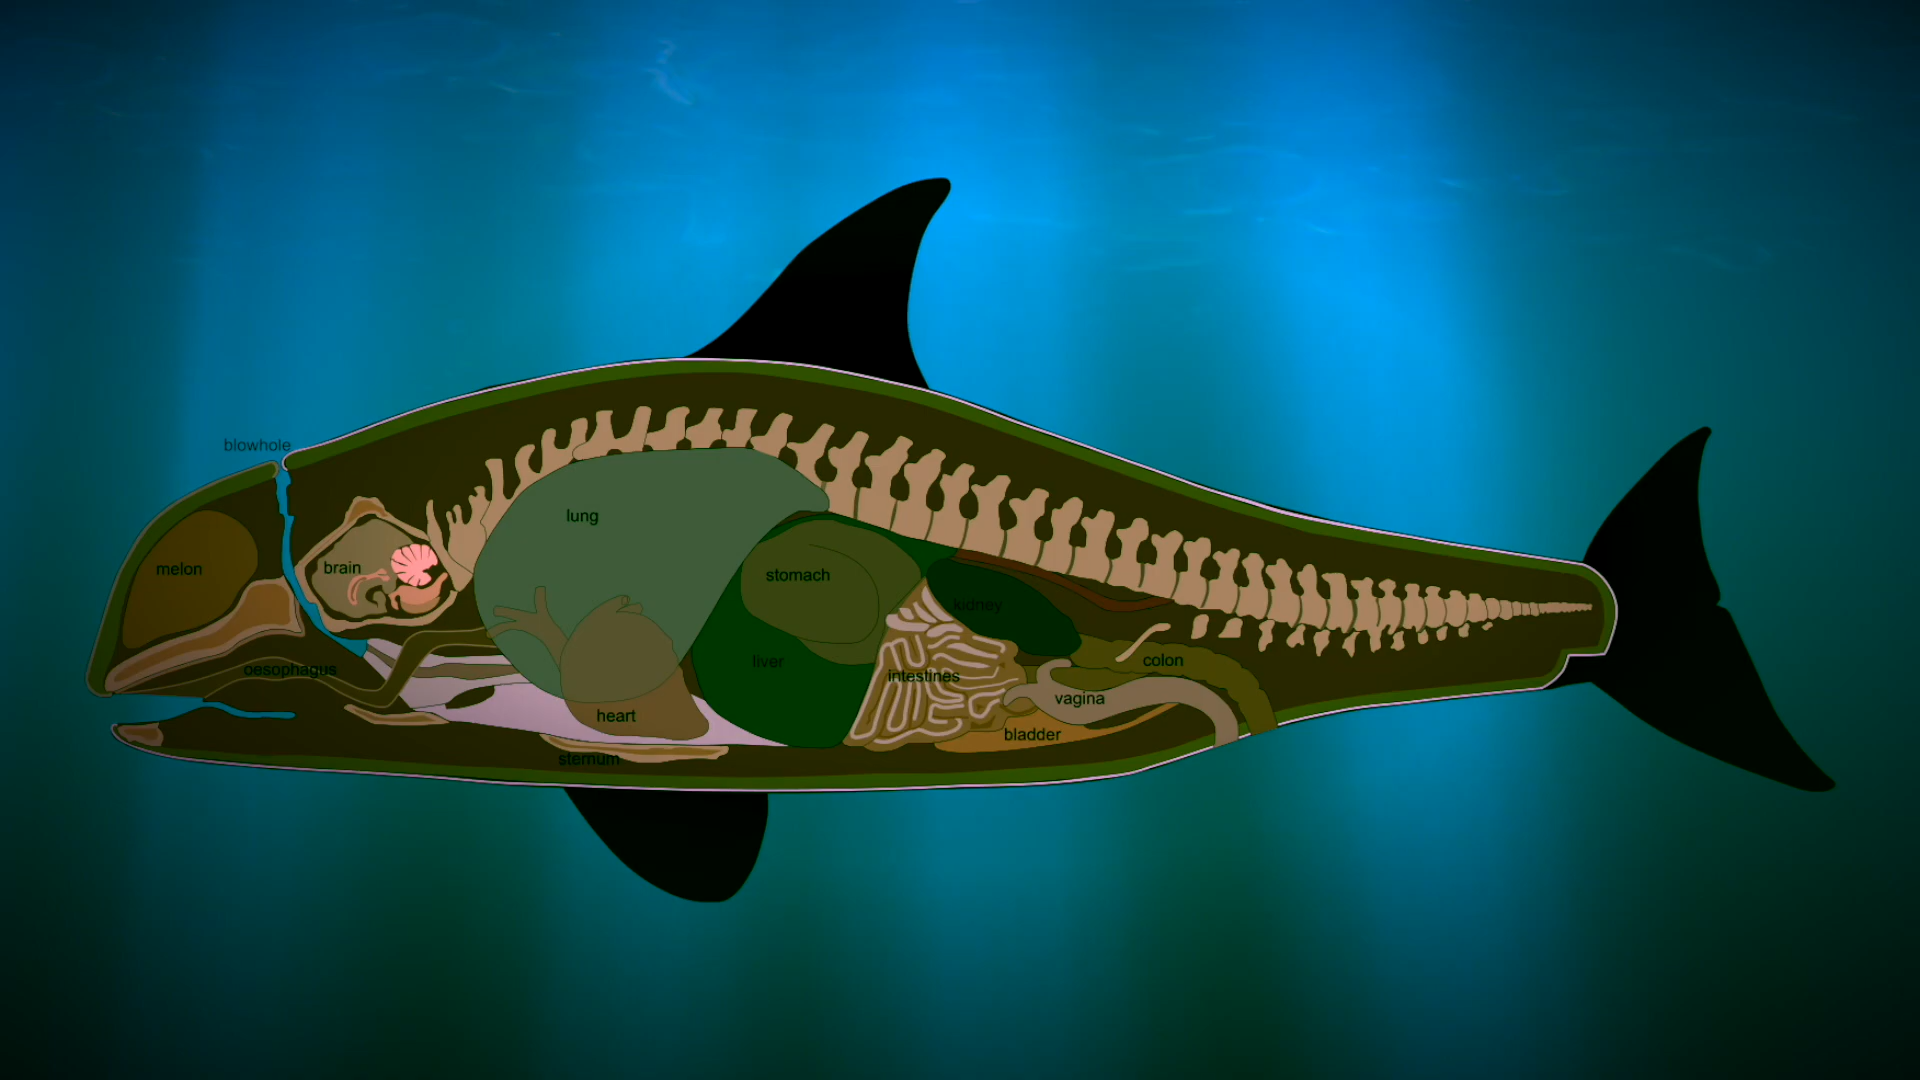 blowhole
lung
melon
brain
stomach
kidney
oesophagus
liver
intestines
colon
vagina
heart
bladder
sternum